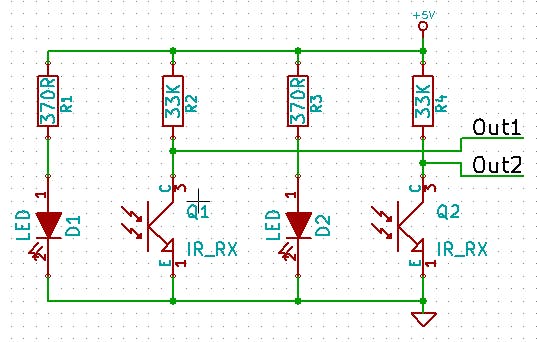 +5V
370R R1
33K R2
370R R3
33K R4
Out1
Out2
1 C 3 1 C 3
LED D1 Q1 LED D2 Q2
2 E 1 IR_RX 2 E 1 IR_RX